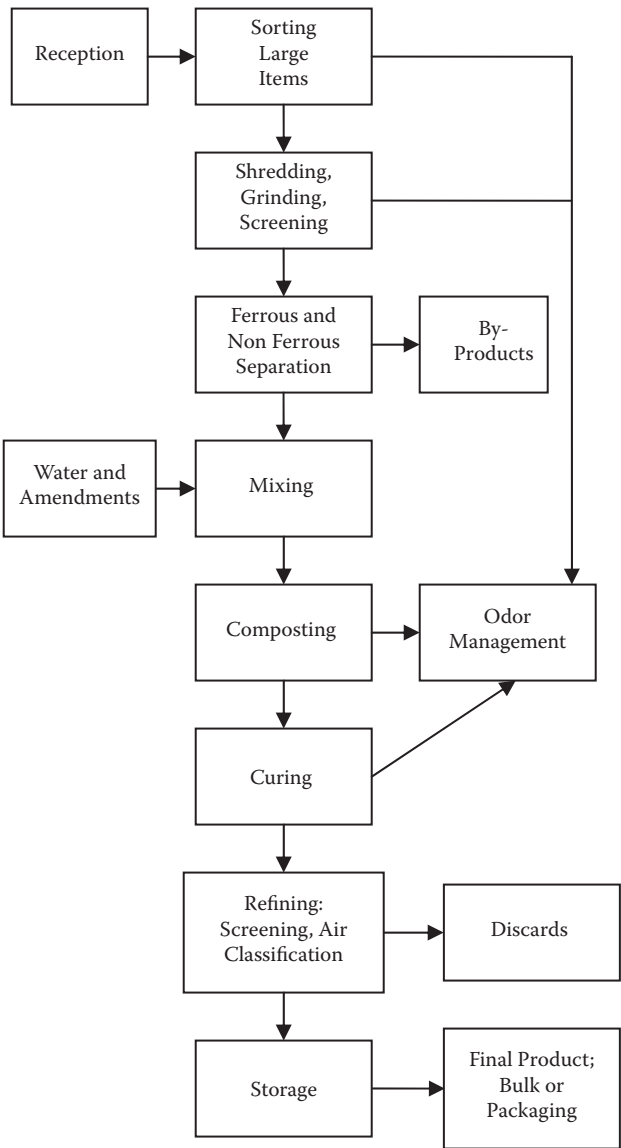 Reception
Sorting
Large
Items
Shredding,
Grinding,
Screening
Ferrous and
Non Ferrous
Separation
By-
Products
Water and
Amendments
Mixing
Composting
Odor
Management
Curing
Refining:
Screening, Air
Classification
Discards
Storage
Final Product;
Bulk or
Packaging